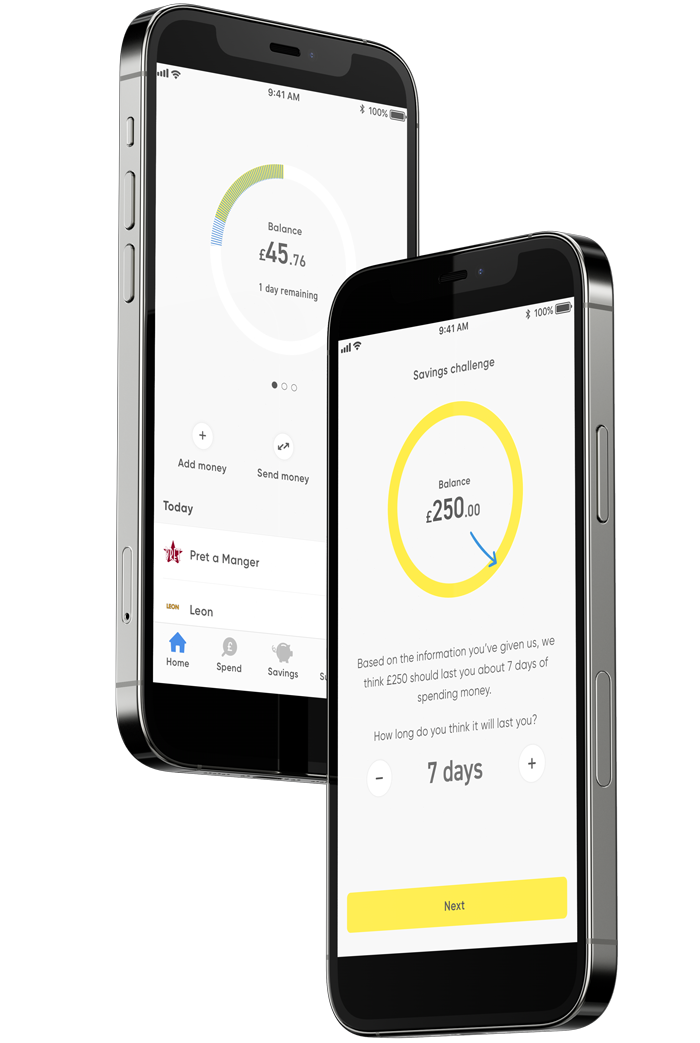 9:41 AM
100%
Balance
£45.76
1 day remaining
Add money
Send money
Today
PRET
Pret a Manger
LEON
Leon
Home
Spend
Savings
9:41 AM
100%
Savings challenge
Balance
£250.00
Based on the information you've given us, we
think £250 should last you about 7 days of
spending money.
How long do you think it will last you?
− 7 days +
Next